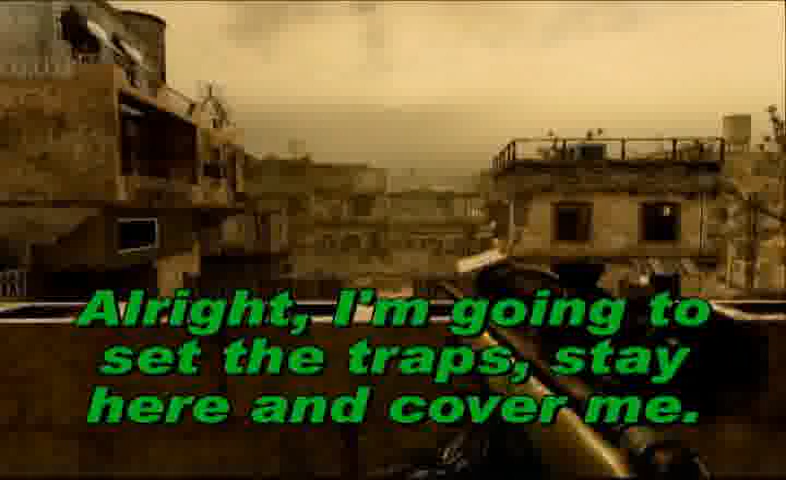 Alright, I'm going to
set the traps, stay
here and cover me.